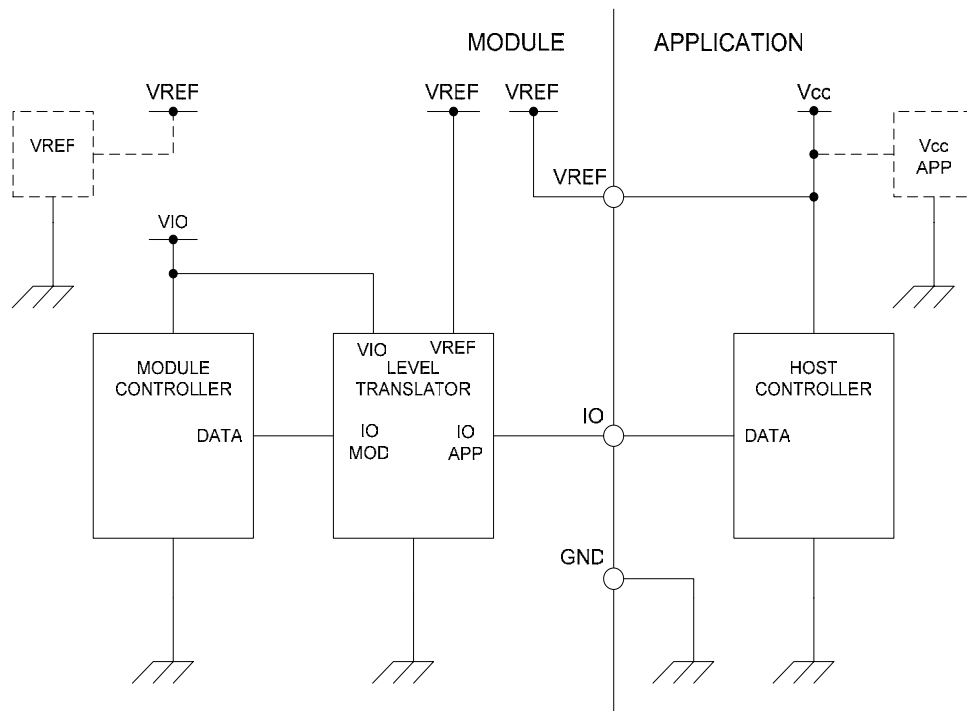 MODULE
APPLICATION
VREF
VREF
VREF
Vcc
VREF
Vcc
APP
VREF
VIO
VIO
VREF
MODULE
CONTROLLER
LEVEL
TRANSLATOR
HOST
CONTROLLER
IO
DATA
IO
MOD
IO
APP
DATA
GND